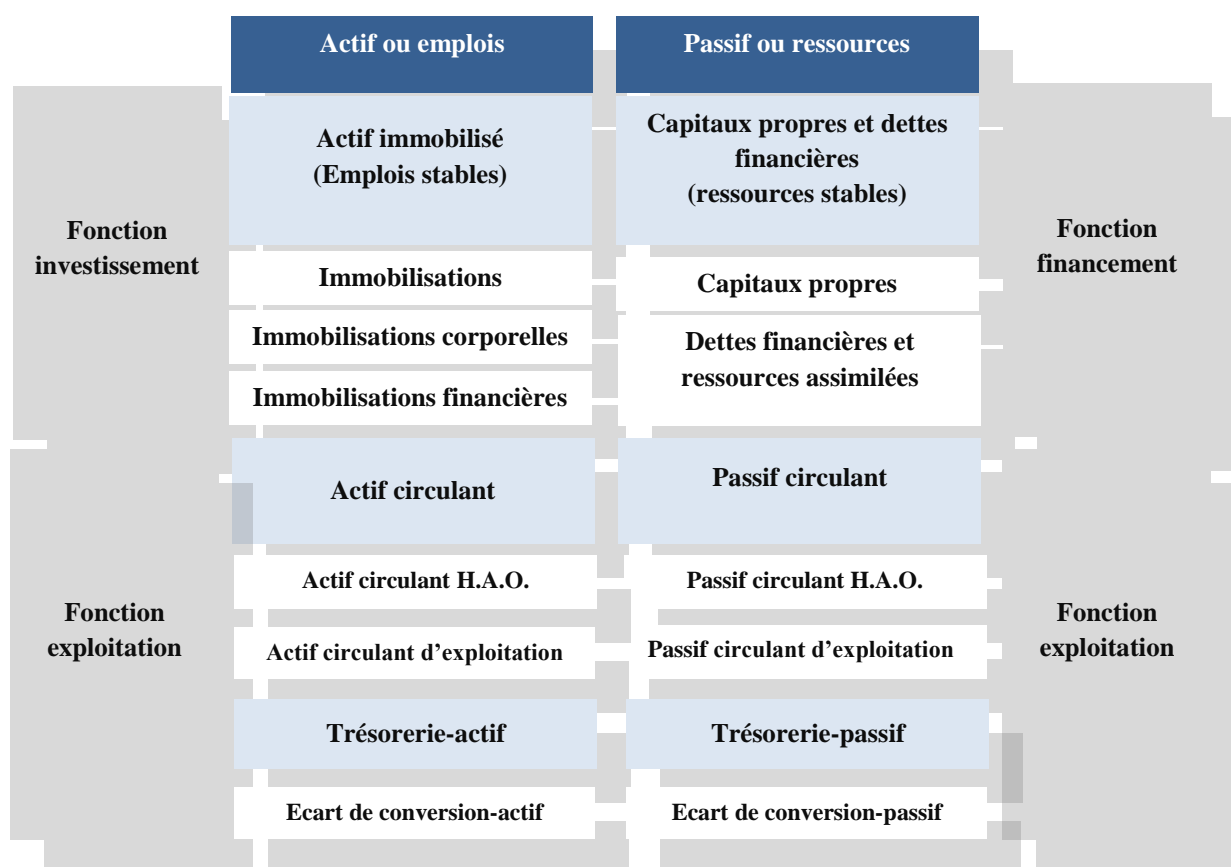 Actif ou emplois
Passif ou ressources
Actif immobilisé
(Emplois stables)
Capitaux propres et dettes
financières
(ressources stables)
Fonction
investissement
Fonction
financement
Immobilisations
Capitaux propres
Immobilisations corporelles
Dettes financières et
ressources assimilées
Immobilisations financières
Actif circulant
Passif circulant
Actif circulant H.A.O.
Passif circulant H.A.O.
Fonction
exploitation
Fonction
exploitation
Actif circulant d’exploitation
Passif circulant d’exploitation
Trésorerie-actif
Trésorerie-passif
Ecart de conversion-actif
Ecart de conversion-passif